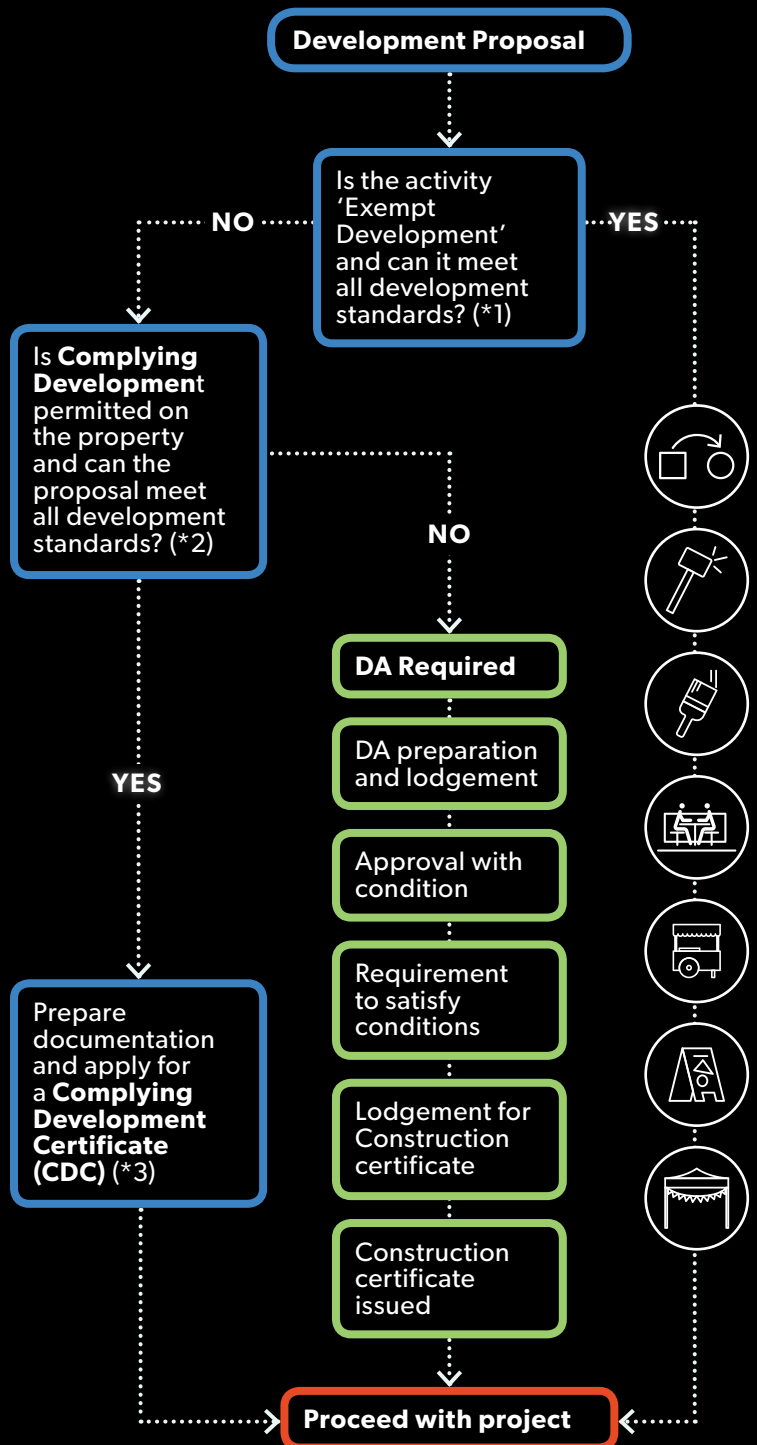 Development Proposal
Is the activity
‘Exempt
Development’
and can it meet
all development
standards? (*1)
NO
YES
Is Complying
Development
permitted on
the property
and can the
proposal meet
all development
standards? (*2)
NO
YES
DA Required
DA preparation
and lodgement
Approval with
condition
Requirement
to satisfy
conditions
Lodgement for
Construction
certificate
Construction
certificate
issued
Prepare
documentation
and apply for
a Complying
Development
Certificate
(CDC) (*3)
Proceed with project